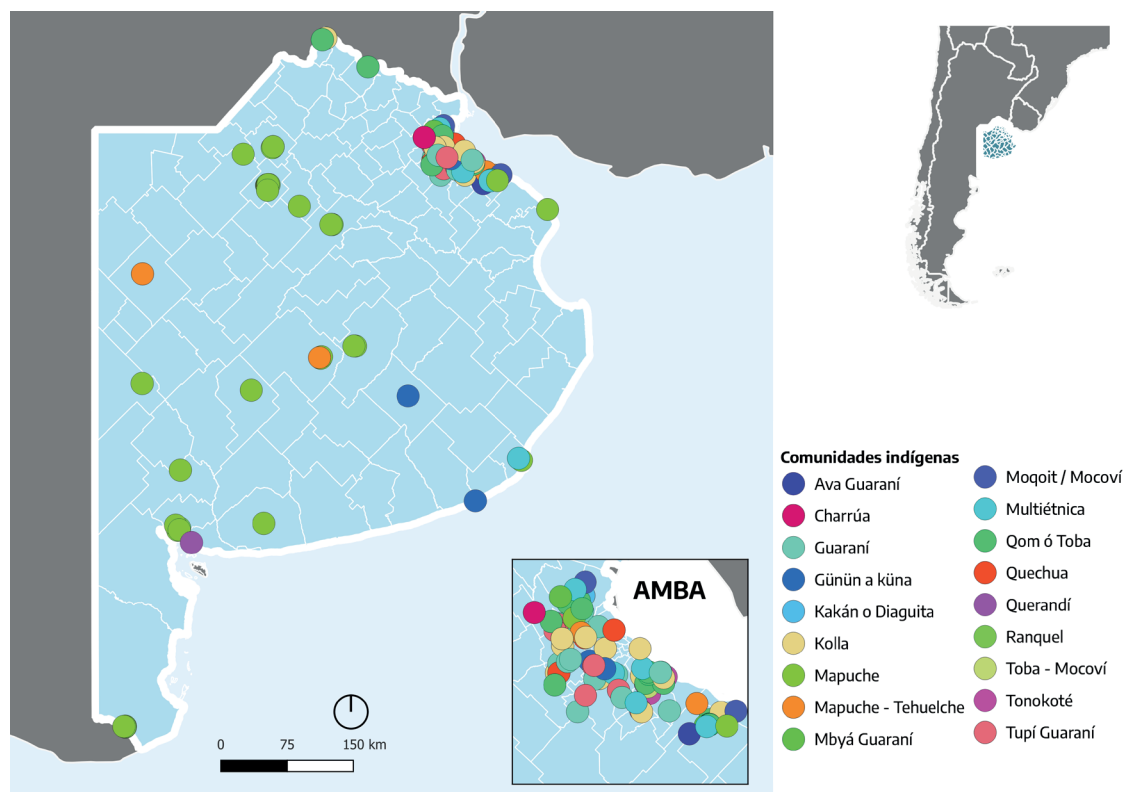 AMBA
0 75 150 km
Comunidades indígenas
Ava Guaraní
Charrúa
Guaraní
Günün a küna
Kakán o Diaguita
Kolla
Mapuche
Mapuche - Tehuelche
Mbyá Guaraní
Moqoit / Mocoví
Multiétnica
Qom ó Toba
Quechua
Querandí
Ranquel
Toba - Mocoví
Tonokoté
Tupí Guaraní